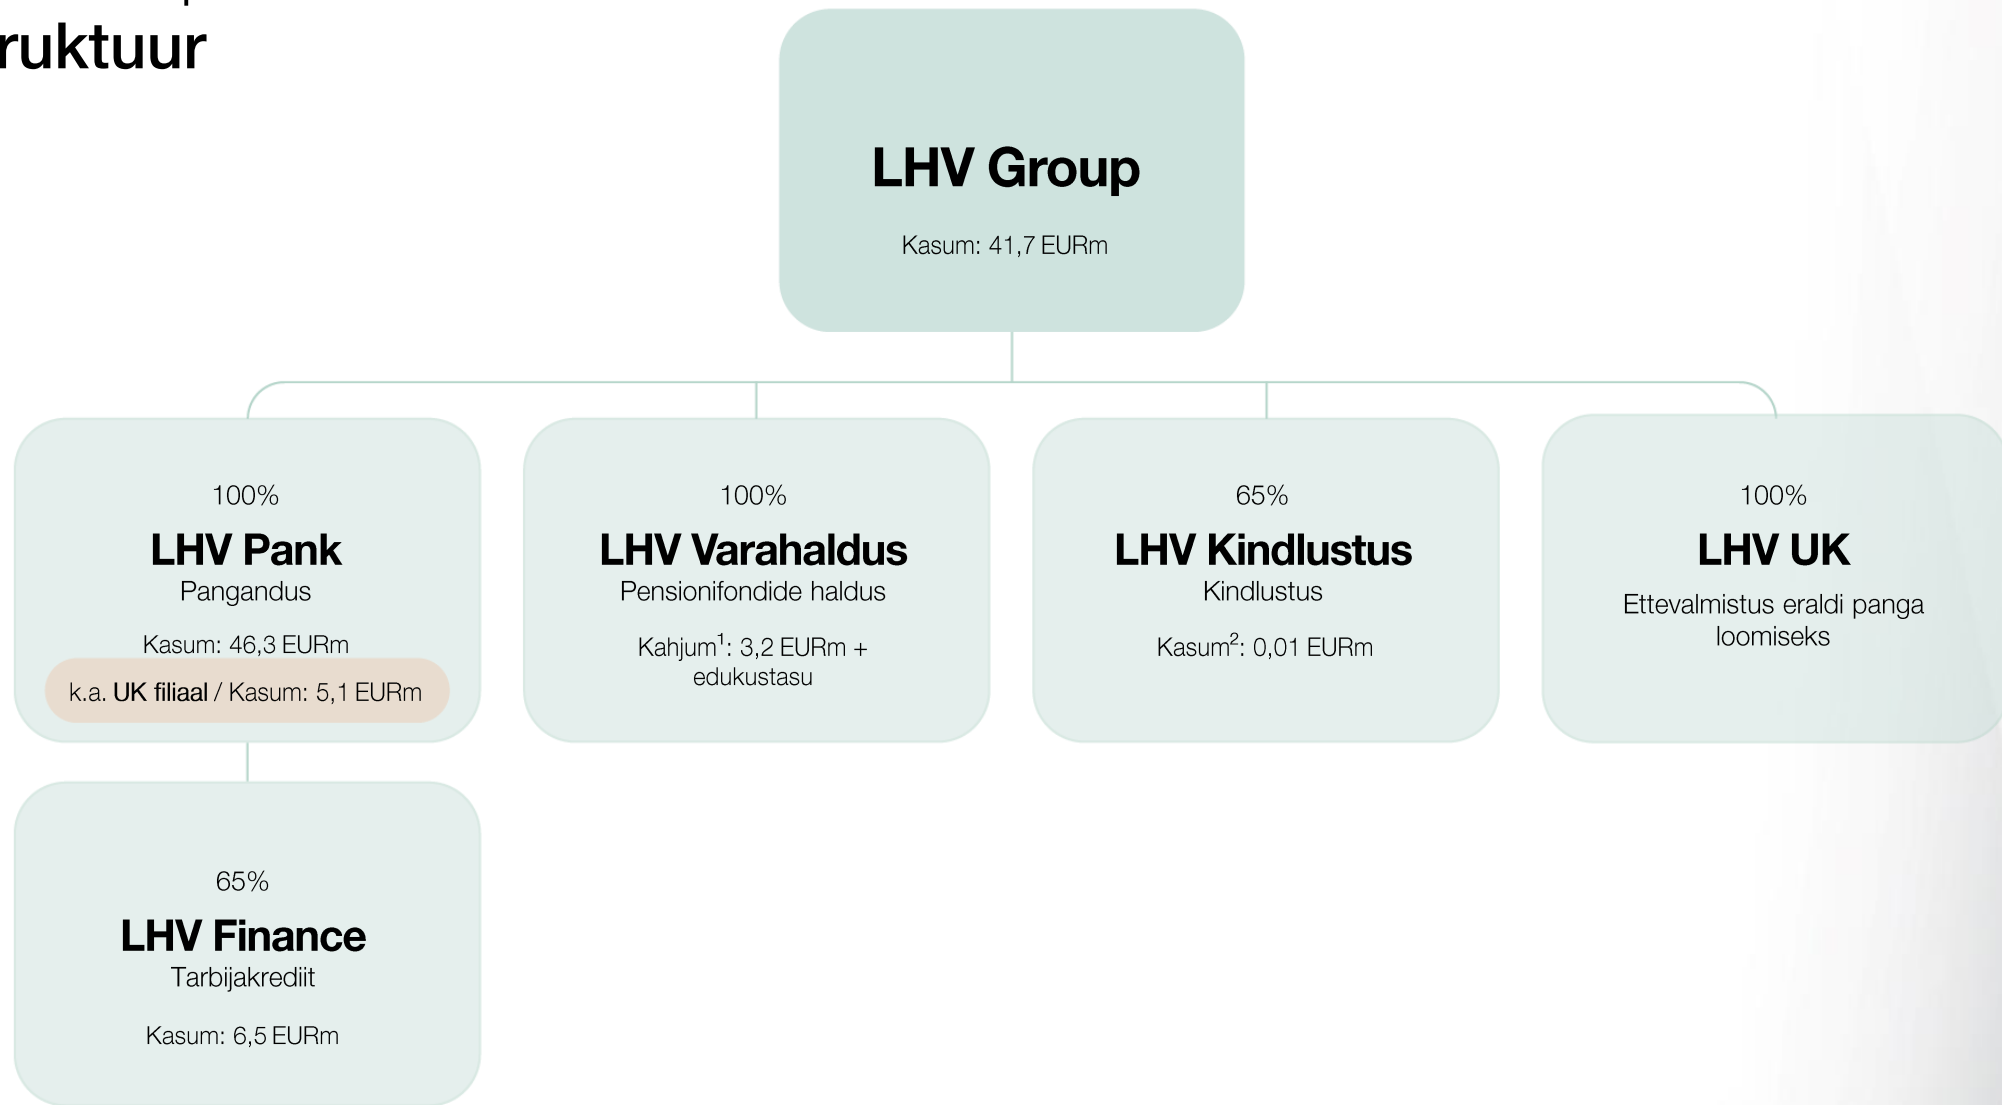 ruktuur
LHV Group
Kasum: 41,7 EURm
100%
LHV Pank
Pangandus
Kasum: 46,3 EURm
k.a. UK filiaal / Kasum: 5,1 EURm
100%
LHV Varahaldus
Pensionifondide haldus
Kahjum¹: 3,2 EURm +
edukustasu
65%
LHV Kindlustus
Kindlustus
Kasum²: 0,01 EURm
100%
LHV UK
Ettevalmistus eraldi panga
loomiseks
65%
LHV Finance
Tarbijakrediit
Kasum: 6,5 EURm